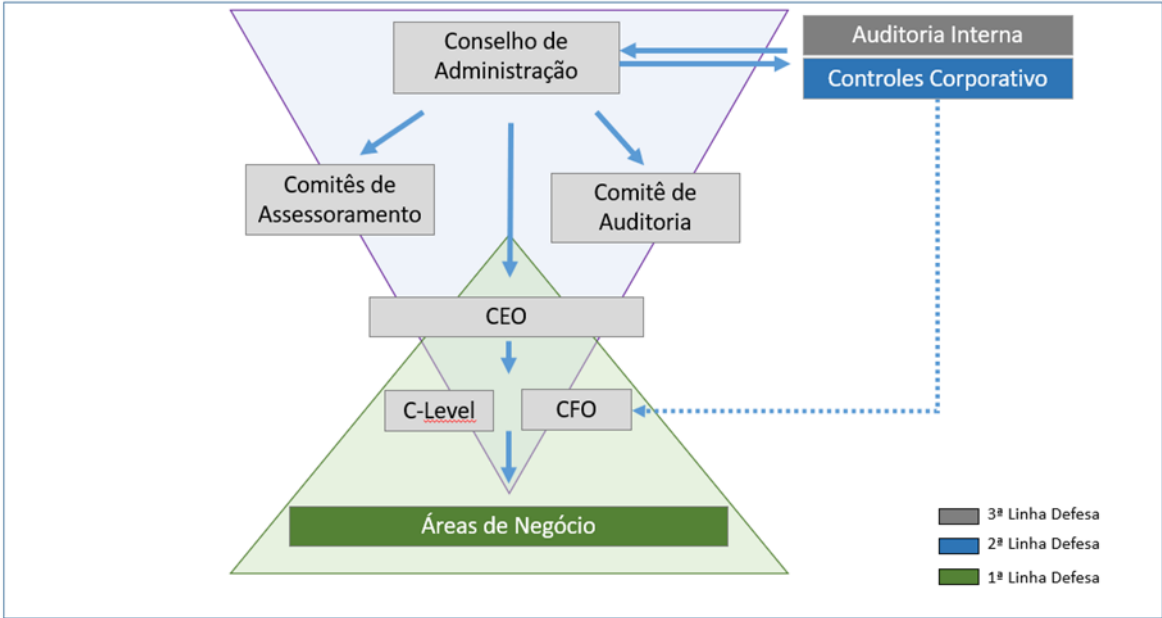 Conselho de
Administração
Auditoria Interna
Controles Corporativo
Comitês de
Assessoramento
Comitê de
Auditoria
CEO
C-Level
CFO
Áreas de Negócio
3ª Linha Defesa
2ª Linha Defesa
1ª Linha Defesa